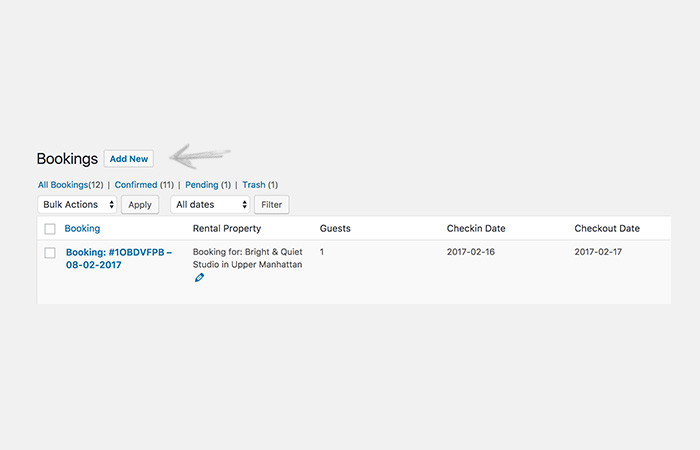 Bookings Add New
All Bookings(12) | Confirmed (11) | Pending (1) | Trash (1)
Bulk Actions Apply All dates Filter
Booking Rental Property Guests Checkin Date Checkout Date
Booking: #1OBDVFPB – Booking for: Bright & Quiet 1 2017-02-16 2017-02-17
08-02-2017 Studio in Upper Manhattan